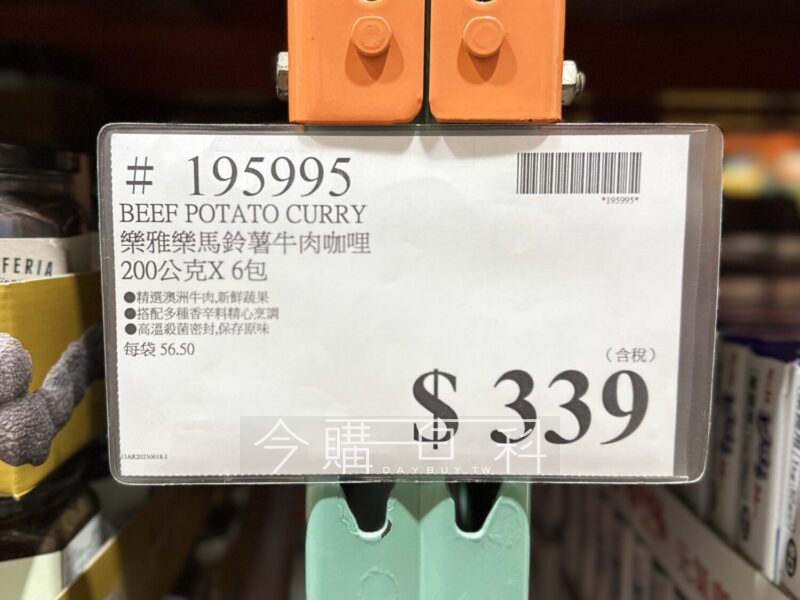 # 195995
*195995*
BEEF POTATO CURRY
樂雅樂馬鈴薯牛肉咖哩
200公克X 6包
●精選澳洲牛肉,新鮮蔬果
●搭配多種香辛料精心烹調
●高溫殺菌密封,保存原味
每袋 56.50
(含稅)
$ 339
今購百科
DAYBUY.TW
13AR20250618-1
FERIA